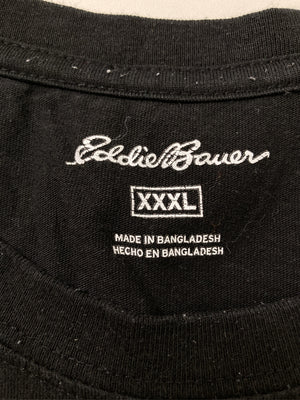 Eddie Bauer
XXXL
MADE IN BANGLADESH
HECHO EN BANGLADESH